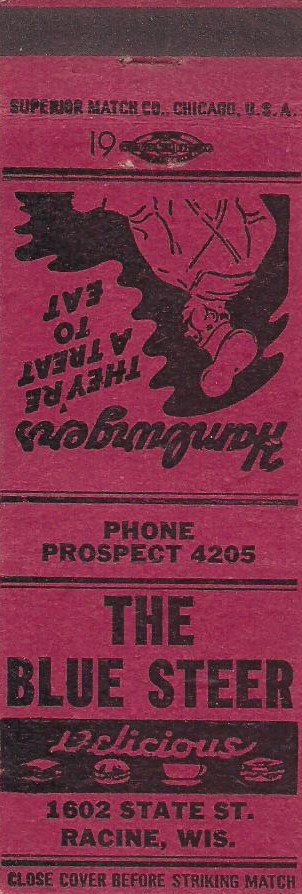 SUPERIOR MATCH CO., CHICAGO, U.S.A.
19
Hamburgers
THEY'RE
A TREAT
TO
EAT
PHONE
PROSPECT 4205
THE
BLUE STEER
Delicious
1602 STATE ST.
RACINE, WIS.
CLOSE COVER BEFORE STRIKING MATCH